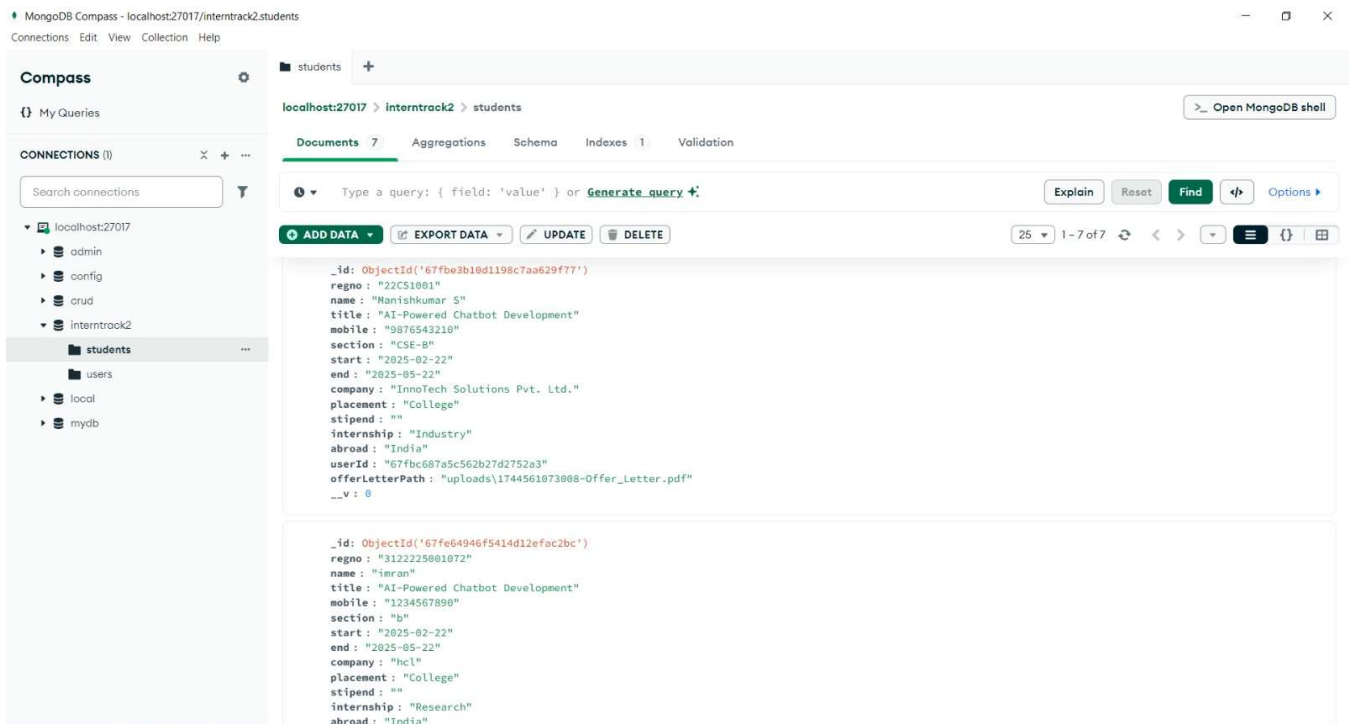 MongoDB Compass - localhost:27017/interntrack2.students
Connections Edit View Collection Help
Compass
{} My Queries
CONNECTIONS (1)
Search connections
localhost:27017
admin
config
crud
interntrack2
students
users
local
mydb
students
localhost:27017 > interntrack2 > students
>_ Open MongoDB shell
Documents 7 Aggregations Schema Indexes 1 Validation
Type a query: { field: 'value' } or Generate query
Explain Reset Find </> Options
ADD DATA EXPORT DATA UPDATE DELETE
25 1 – 7 of 7 {}
_id: ObjectId('67fbe3b10d1198c7aa629f77')
regno : "22CS1001"
name : "Manishkumar S"
title : "AI-Powered Chatbot Development"
mobile : "9876543210"
section : "CSE-B"
start : "2025-02-22"
end : "2025-05-22"
company : "InnoTech Solutions Pvt. Ltd."
placement : "College"
stipend : ""
internship : "Industry"
abroad : "India"
userId : "67fbc687a5c562b27d2752a3"
offerLetterPath : "uploads\1744561073008-Offer_Letter.pdf"
__v : 0
_id: ObjectId('67fe64946f5414d12efac2bc')
regno : "3122225001072"
name : "imran"
title : "AI-Powered Chatbot Development"
mobile : "1234567890"
section : "b"
start : "2025-02-22"
end : "2025-05-22"
company : "hcl"
placement : "College"
stipend : ""
internship : "Research"
abroad : "India"